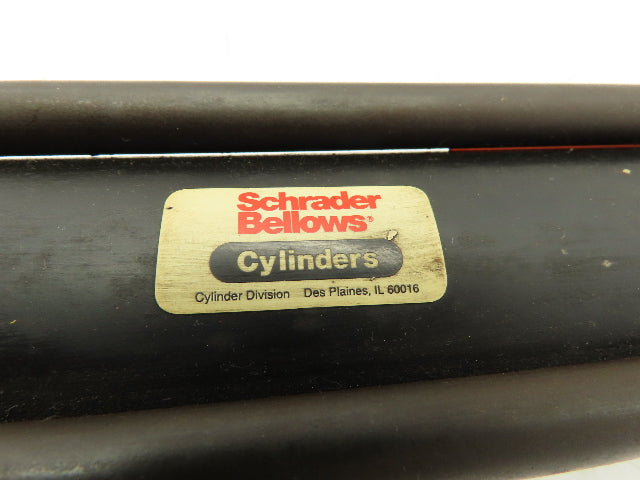 Schrader
Bellows®
Cylinders
Cylinder Division Des Plaines, IL 60016